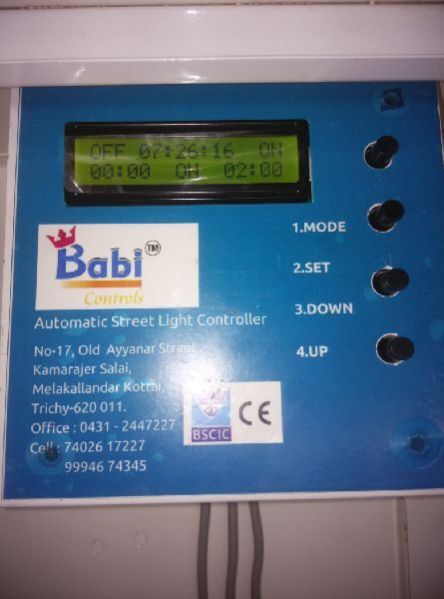 OFF 07:26:16 ON
00:00 ON 02:00
1.MODE
2.SET
3.DOWN
4.UP
Babi TM
Controls
Automatic Street Light Controller
No-17, Old Ayyanar Street,
Kamarajer Salai,
Melakallandar Kottai,
Trichy-620 011.
Office : 0431 - 2447227
Cell : 74026 17227
99946 74345
BSCIC
CE